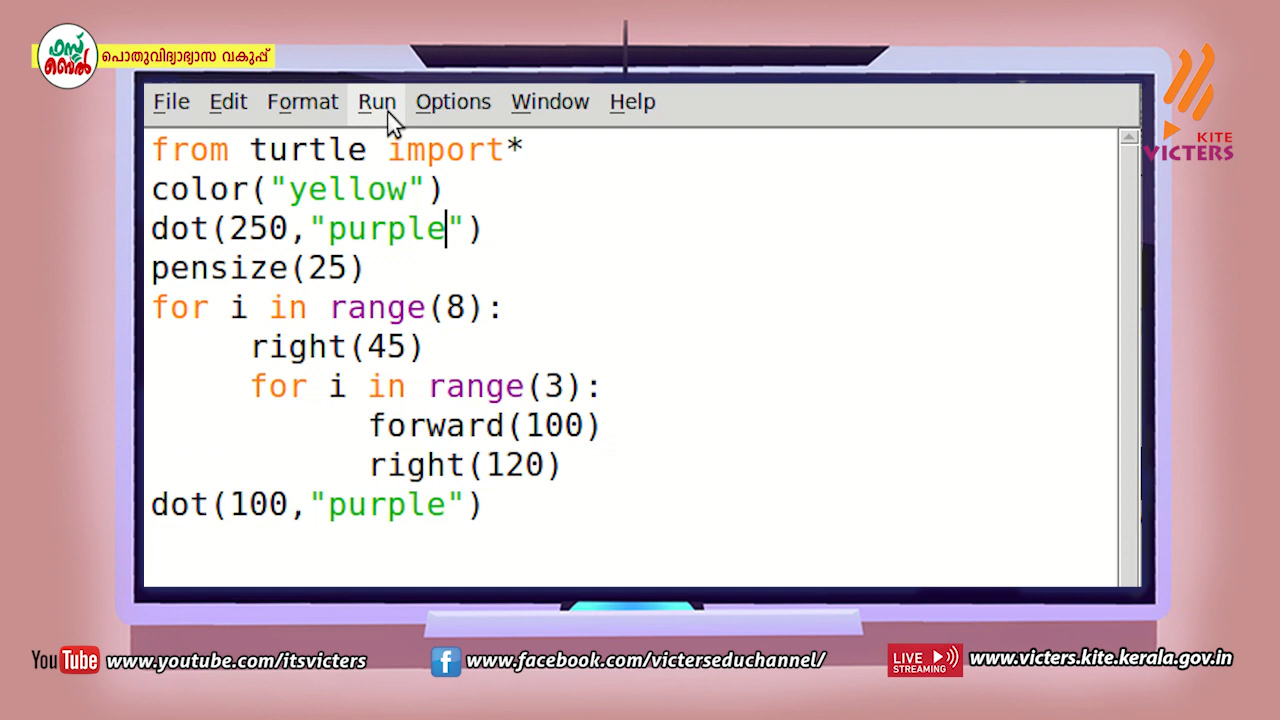 ഫസ്റ്റ്
ബെൽ
പൊതുവിദ്യാഭ്യാസ വകുപ്പ്
KITE
VICTERS
File Edit Format Run Options Window Help
from turtle import*
color("yellow")
dot(250,"purple")
pensize(25)
for i in range(8):
     right(45)
     for i in range(3):
           forward(100)
           right(120)
dot(100,"purple")
YouTube www.youtube.com/itsvicters
f www.facebook.com/victerseduchannel/
LIVE
STREAMING
www.victers.kite.kerala.gov.in